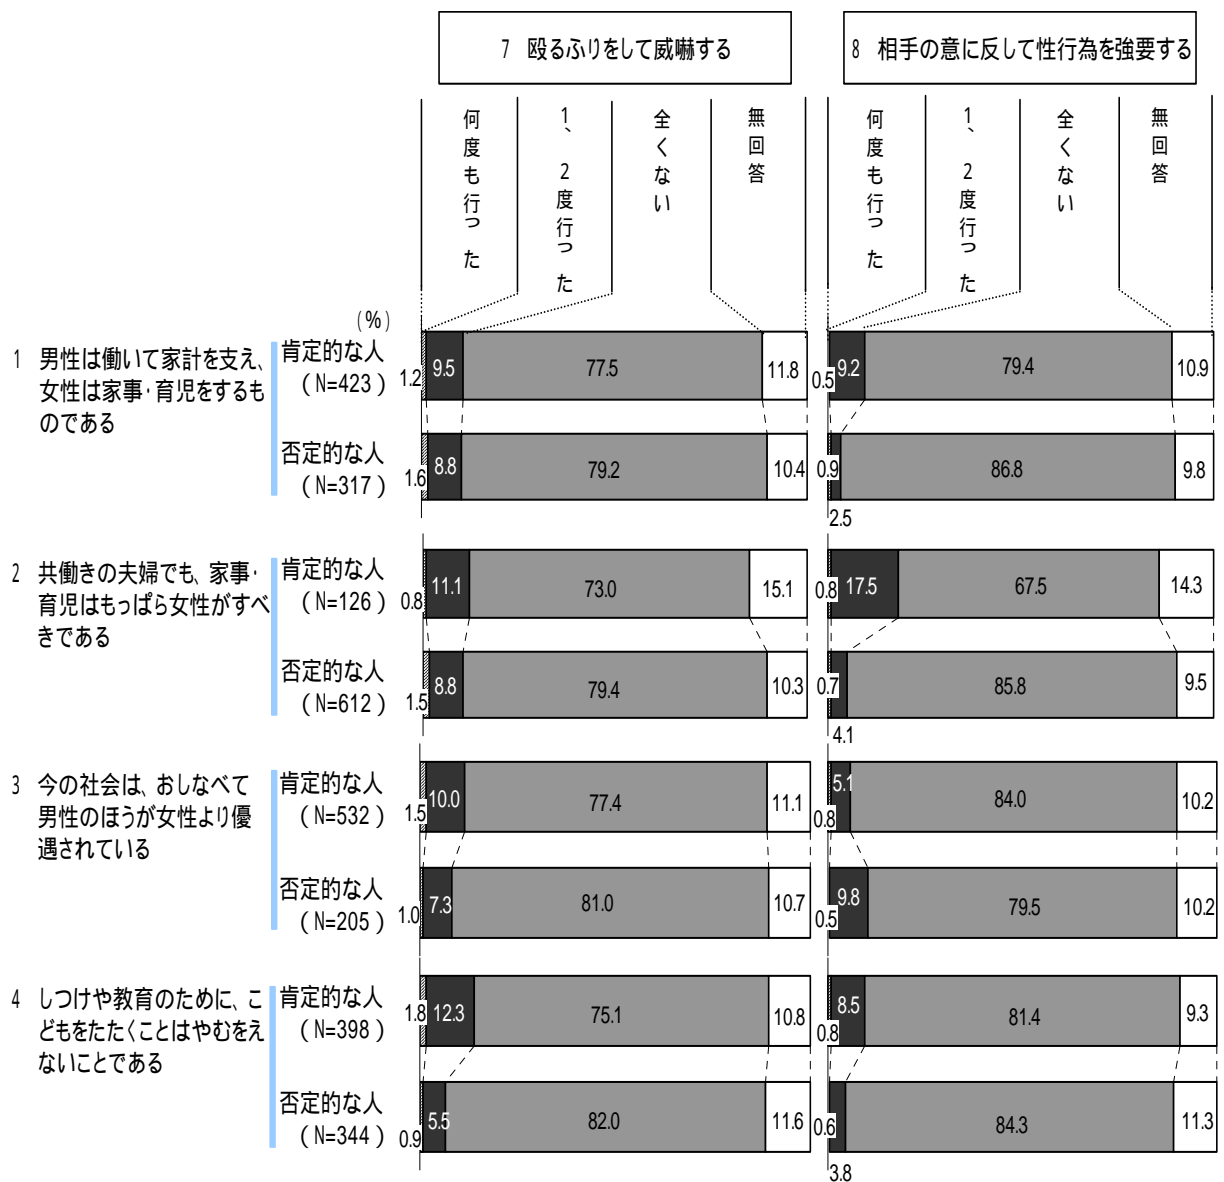 7 殴るふりをして威嚇する
8 相手の意に反して性行為を強要する
何度も行った
1、2度行った
全くない
無回答
何度も行った
1、2度行った
全くない
無回答
(%)
1 男性は働いて家計を支え、
女性は家事・育児をするも
のである
肯定的な人
(N=423)
1.2 9.5 77.5 11.8
0.5 9.2 79.4 10.9
否定的な人
(N=317)
1.6 8.8 79.2 10.4
0.9 2.5 86.8 9.8
2 共働きの夫婦でも、家事・
育児はもっぱら女性がすべ
きである
肯定的な人
(N=126)
0.8 11.1 73.0 15.1
0.8 17.5 67.5 14.3
否定的な人
(N=612)
1.5 8.8 79.4 10.3
0.7 4.1 85.8 9.5
3 今の社会は、おしなべて
男性のほうが女性より優
遇されている
肯定的な人
(N=532)
1.5 10.0 77.4 11.1
0.8 5.1 84.0 10.2
否定的な人
(N=205)
1.0 7.3 81.0 10.7
0.5 9.8 79.5 10.2
4 しつけや教育のために、こ
どもをたたくことはやむをえ
ないことである
肯定的な人
(N=398)
1.8 12.3 75.1 10.8
0.8 8.5 81.4 9.3
否定的な人
(N=344)
0.9 5.5 82.0 11.6
0.6 3.8 84.3 11.3